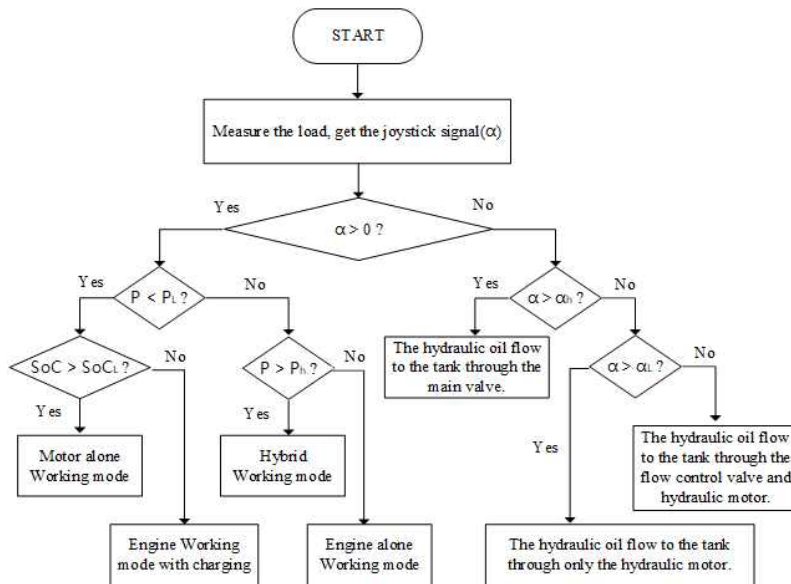 START
Measure the load, get the joystick signal(α)
Yes
No
α > 0 ?
Yes
No
Yes
No
P < PL ?
α > αh ?
SoC > SoCL ?
No
P > Ph ?
No
The hydraulic oil flow
to the tank through the
main valve.
α > αL ?
No
Yes
Yes
Yes
Motor alone
Working mode
Hybrid
Working mode
The hydraulic oil flow
to the tank through the
flow control valve and
hydraulic motor.
Engine Working
mode with charging
Engine alone
Working mode
The hydraulic oil flow to the tank
through only the hydraulic motor.